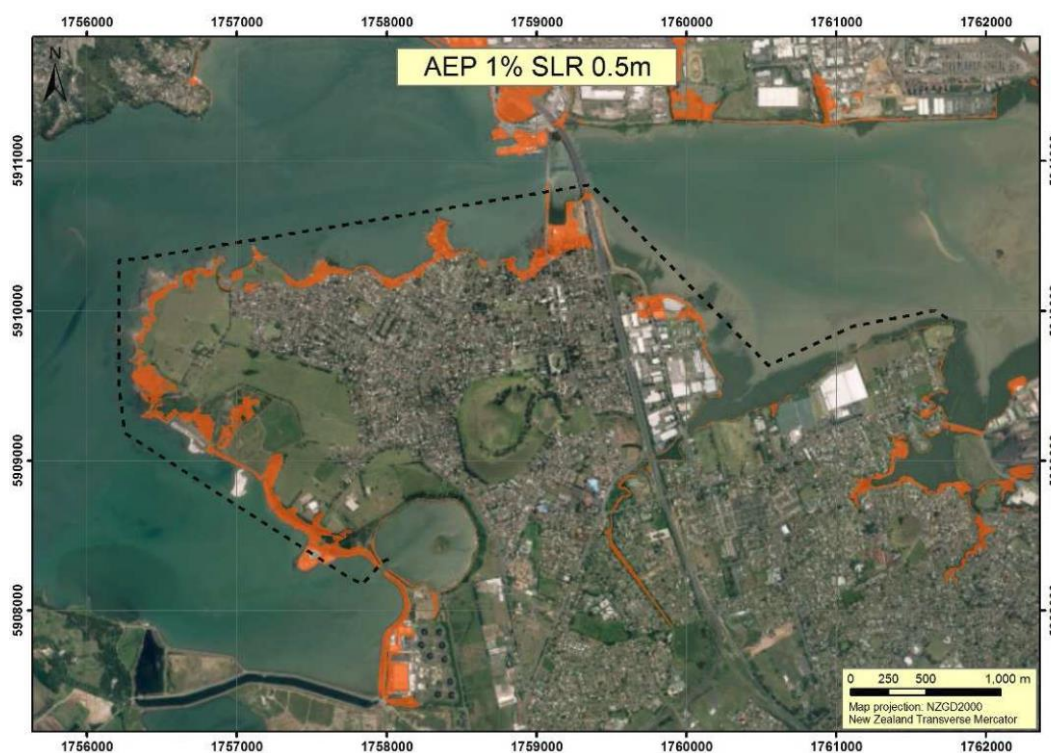 1756000 1757000 1758000 1759000 1760000 1761000 1762000
N
AEP 1% SLR 0.5m
5911000
5910000
5909000
5908000
0 250 500 1,000 m
Map projection: NZGD2000
New Zealand Transverse Mercator
1756000 1757000 1758000 1759000 1760000 1761000 1762000